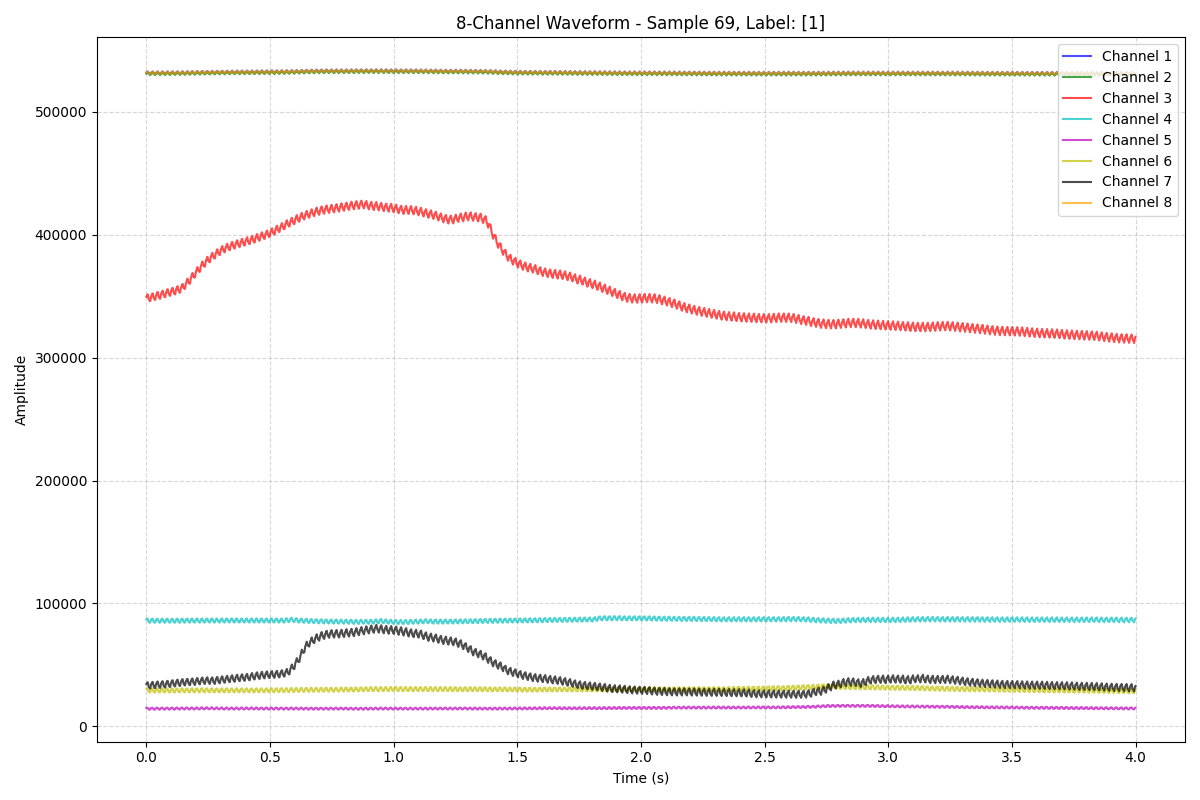 8-Channel Waveform - Sample 69, Label: [1]
Channel 1
Channel 2
Channel 3
Channel 4
Channel 5
Channel 6
Channel 7
Channel 8
500000
400000
300000
200000
100000
0
Amplitude
0.0 0.5 1.0 1.5 2.0 2.5 3.0 3.5 4.0
Time (s)